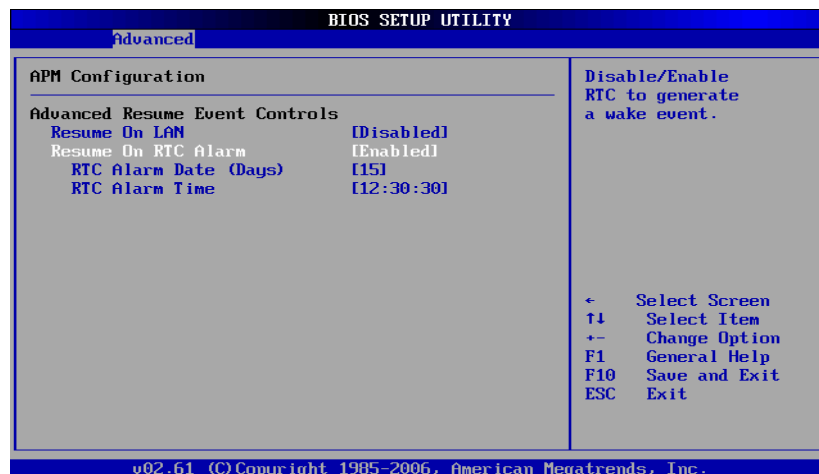 BIOS SETUP UTILITY
Advanced
APM Configuration
Advanced Resume Event Controls
Resume On LAN [Disabled]
Resume On RTC Alarm [Enabled]
RTC Alarm Date (Days) [15]
RTC Alarm Time [12:30:30]
Disable/Enable
RTC to generate
a wake event.
← Select Screen
↑↓ Select Item
+- Change Option
F1 General Help
F10 Save and Exit
ESC Exit
v02.61 (C)Copyright 1985-2006, American Megatrends, Inc.